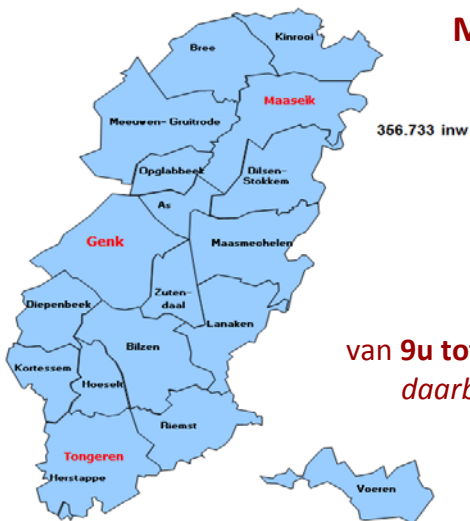 M
Kinrooi
Bree
Maaseik
356.733 inw
Meeuwen- Gruitrode
Opglabbeek
Dilsen-
Stokkem
As
Genk
Maasmechelen
Zuten-
daal
Diepenbeek
Lanaken
Bilzen
van 9u tot
Kortessem
Hoeselt
daarb
Riemst
Tongeren
Herstappe
Voeren